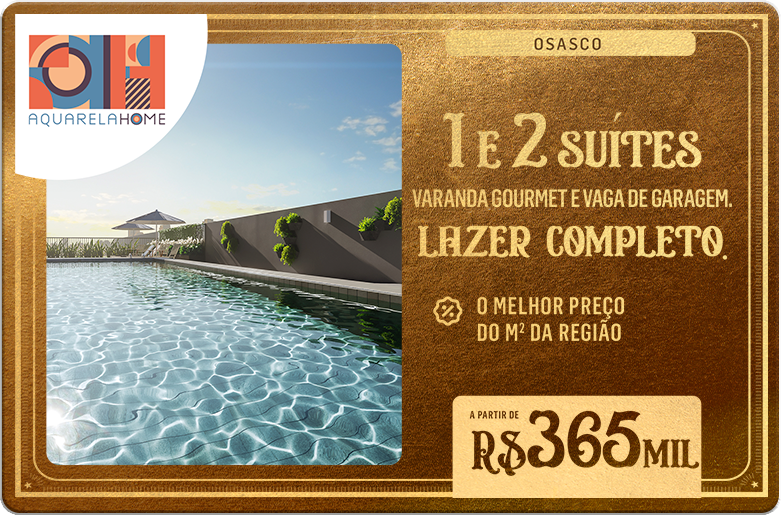 AQUARELAHOME
OSASCO
1 E 2 SUÍTES
VARANDA GOURMET E VAGA DE GARAGEM.
LAZER COMPLETO.
O MELHOR PREÇO
DO M² DA REGIÃO
A PARTIR DE
R$365MIL